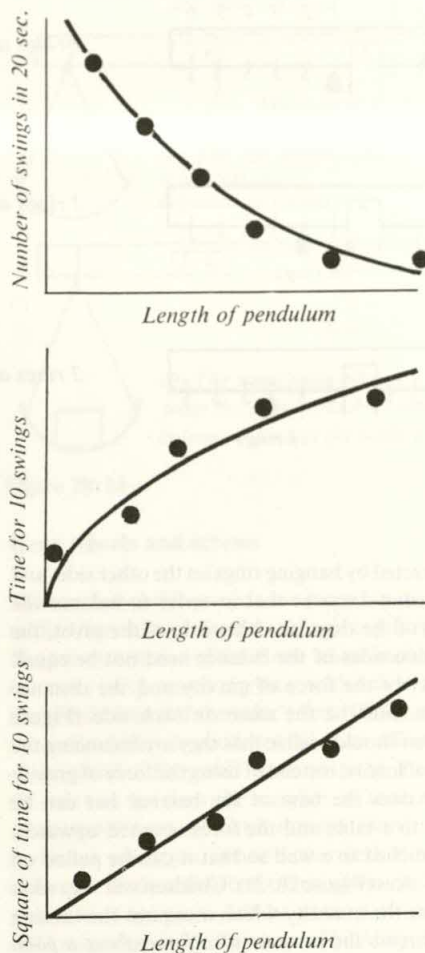 Number of swings in 20 sec.
Length of pendulum
Time for 10 swings
Length of pendulum
Square of time for 10 swings
Length of pendulum